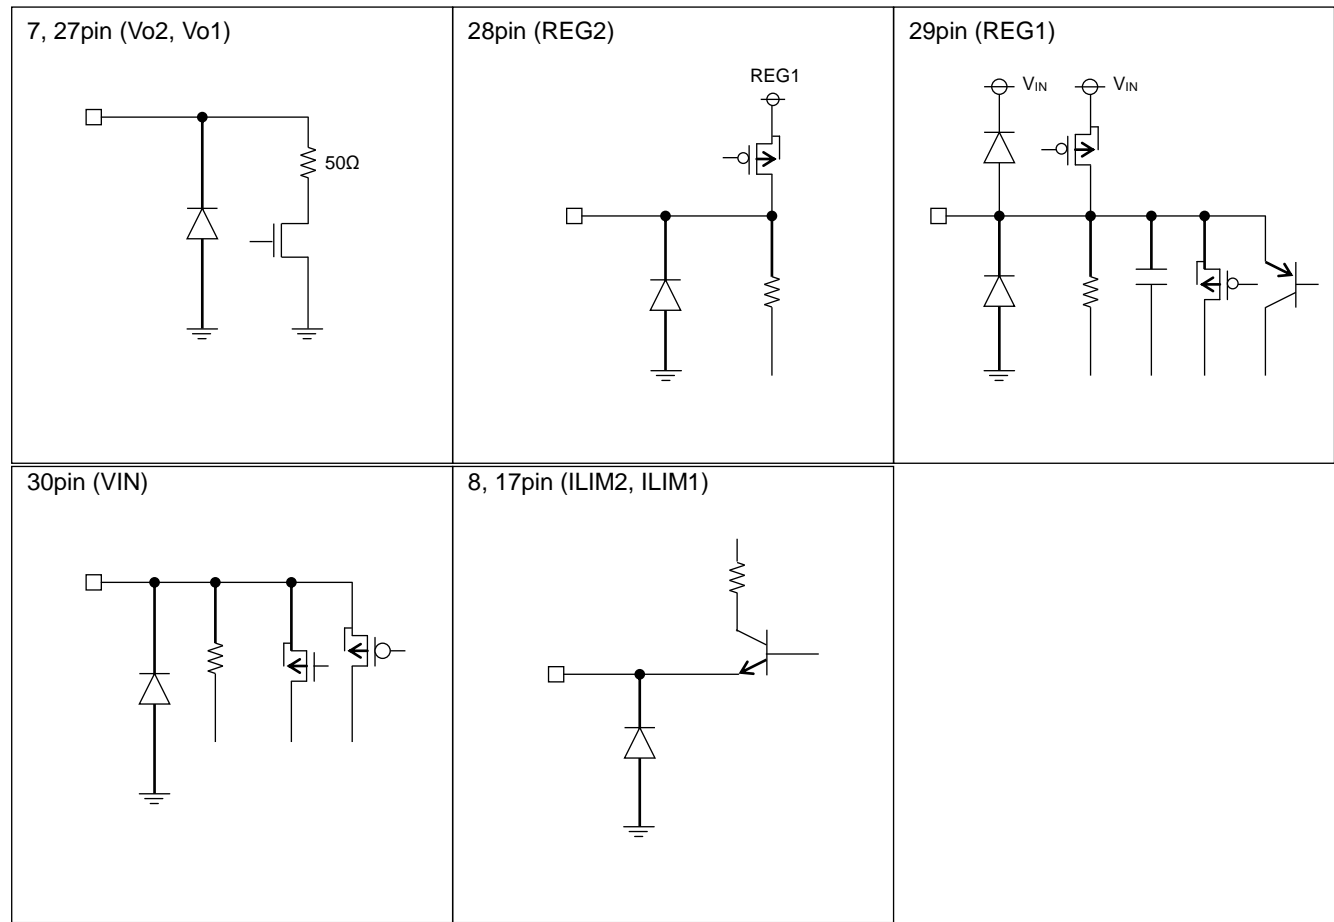 7, 27pin (Vo2, Vo1)
28pin (REG2)
29pin (REG1)
REG1
VIN
VIN
50Ω
30pin (VIN)
8, 17pin (ILIM2, ILIM1)